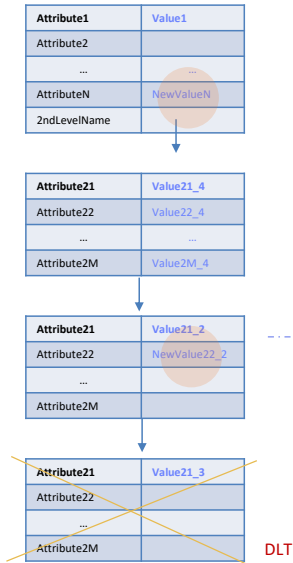 Attribute1 Value1
Attribute2
... ...
AttributeN NewValueN
2ndLevelName
Attribute21 Value21_4
Attribute22 Value22_4
... ...
Attribute2M Value2M_4
Attribute21 Value21_2
Attribute22 NewValue22_2
...
Attribute2M
Attribute21 Value21_3
Attribute22
...
Attribute2M
DLT